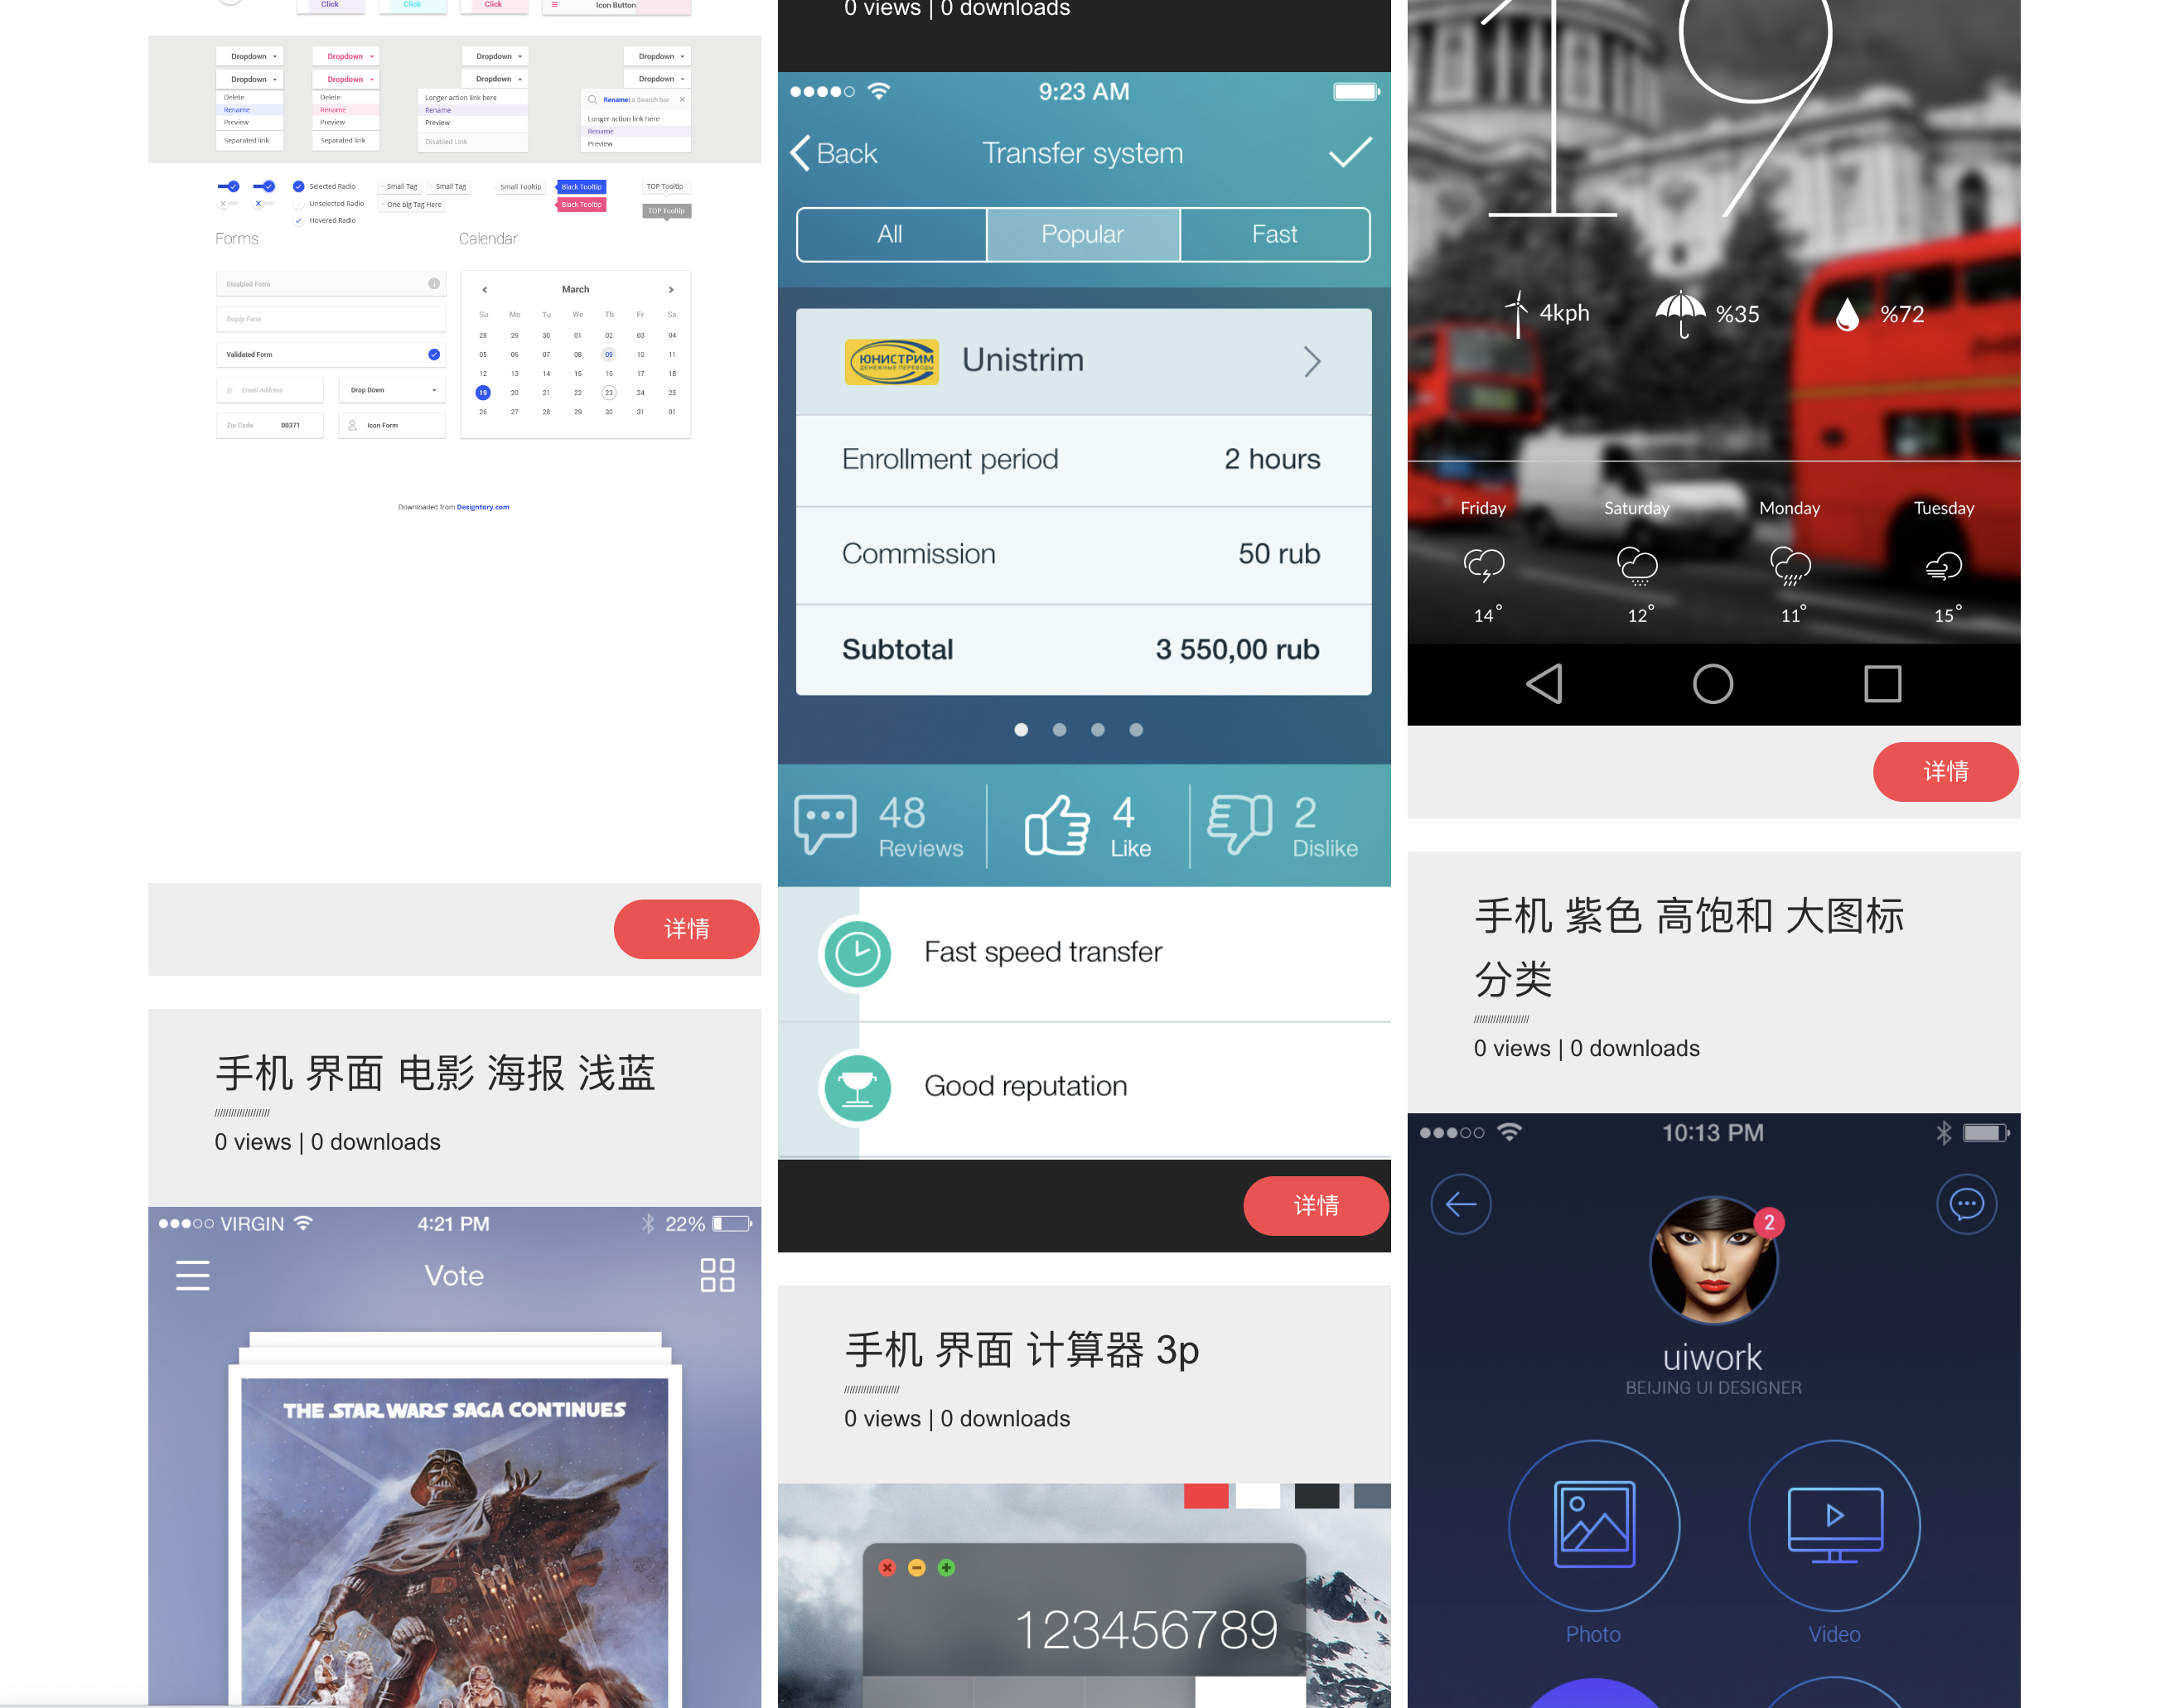 Click
Click
Click
Icon Button
Dropdown
Dropdown
Dropdown
Dropdown
Dropdown
Dropdown
Dropdown
Dropdown
Delete
Rename
Preview
Separated link
Delete
Rename
Preview
Separated link
Longer action link here
Rename
Preview
Disabled Link
Rename| a Search bar
Longer action link here
Rename
Preview
Selected Radio
Unselected Radio
Hovered Radio
Small Tag
Small Tag
One big Tag Here
Small Tooltip
Black Tooltip
Black Tooltip
TOP Tooltip
TOP Tooltip
Forms
Disabled Form
Empty Form
Validated Form
@ Email Address
Drop Down
Zip Code 00371
Icon Form
Calendar
March
Su Mo Tu We Th Fr Sa
28 29 30 01 02 03 04
05 06 07 08 09 10 11
12 13 14 15 16 17 18
19 20 21 22 23 24 25
26 27 28 29 30 31 01
Downloaded from Designtory.com
详情
手机 界面 电影 海报 浅蓝
////////////////////
0 views | 0 downloads
VIRGIN 4:21 PM 22%
Vote
THE STAR WARS SAGA CONTINUES
0 views | 0 downloads
9:23 AM
Back Transfer system
All Popular Fast
ЮНИСТРИМ
ДЕНЕЖНЫЕ ПЕРЕВОДЫ
Unistrim
Enrollment period 2 hours
Commission 50 rub
Subtotal 3 550,00 rub
48
Reviews
4
Like
2
Dislike
Fast speed transfer
Good reputation
详情
手机 界面 计算器 3p
////////////////////
0 views | 0 downloads
123456789
19
4kph %35 %72
Friday Saturday Monday Tuesday
14° 12° 11° 15°
详情
手机 紫色 高饱和 大图标
分类
////////////////////
0 views | 0 downloads
10:13 PM
2
uiwork
BEIJING UI DESIGNER
Photo Video